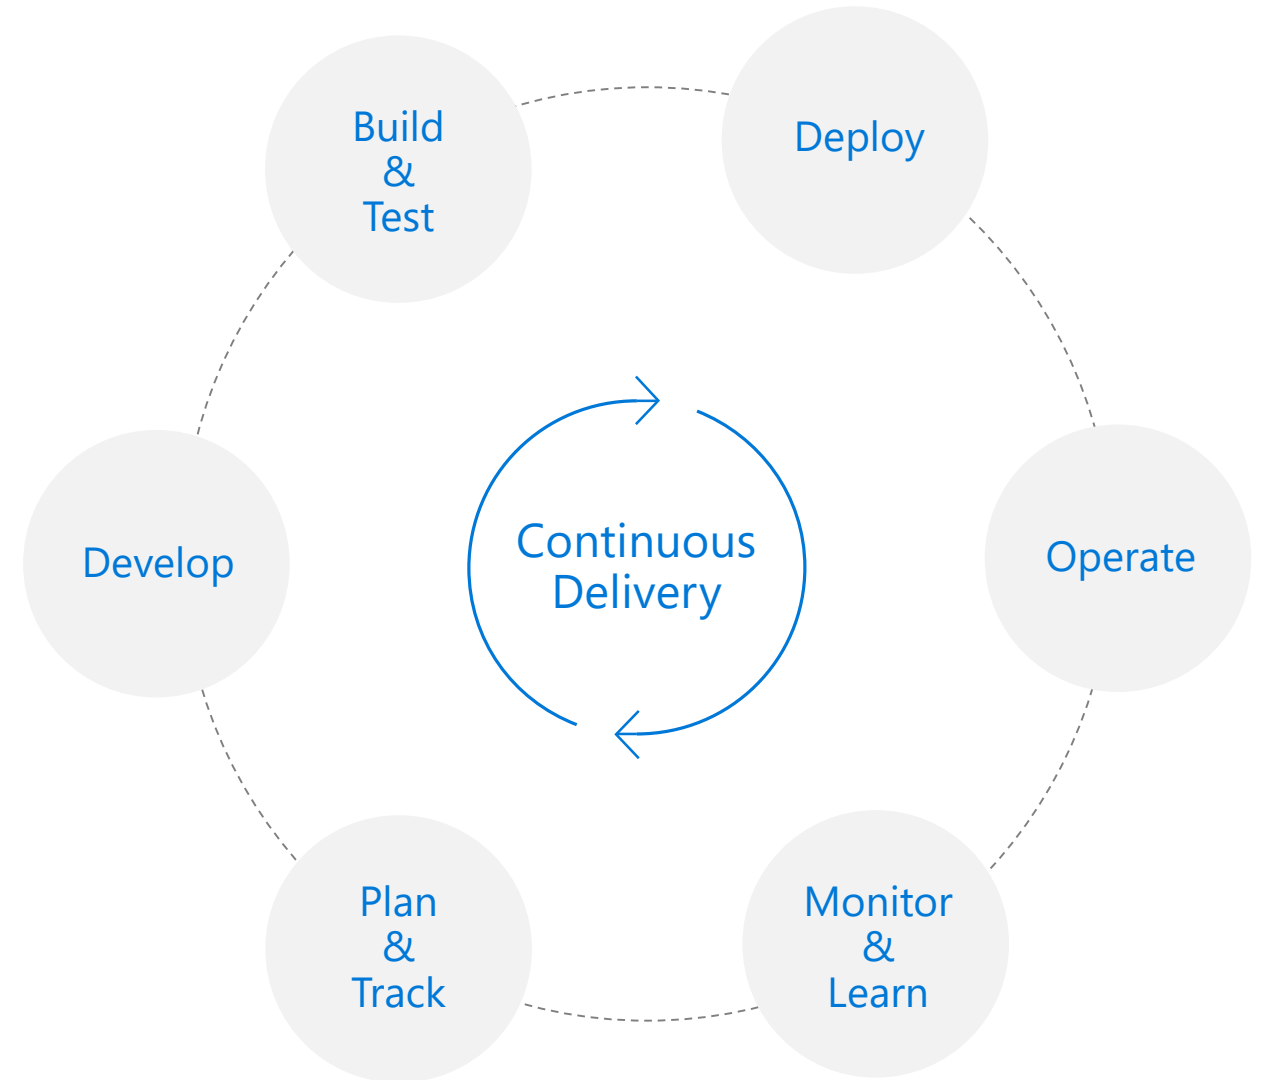 Build
&
Test
Deploy
Continuous
Delivery
Develop
Operate
Plan
&
Track
Monitor
&
Learn